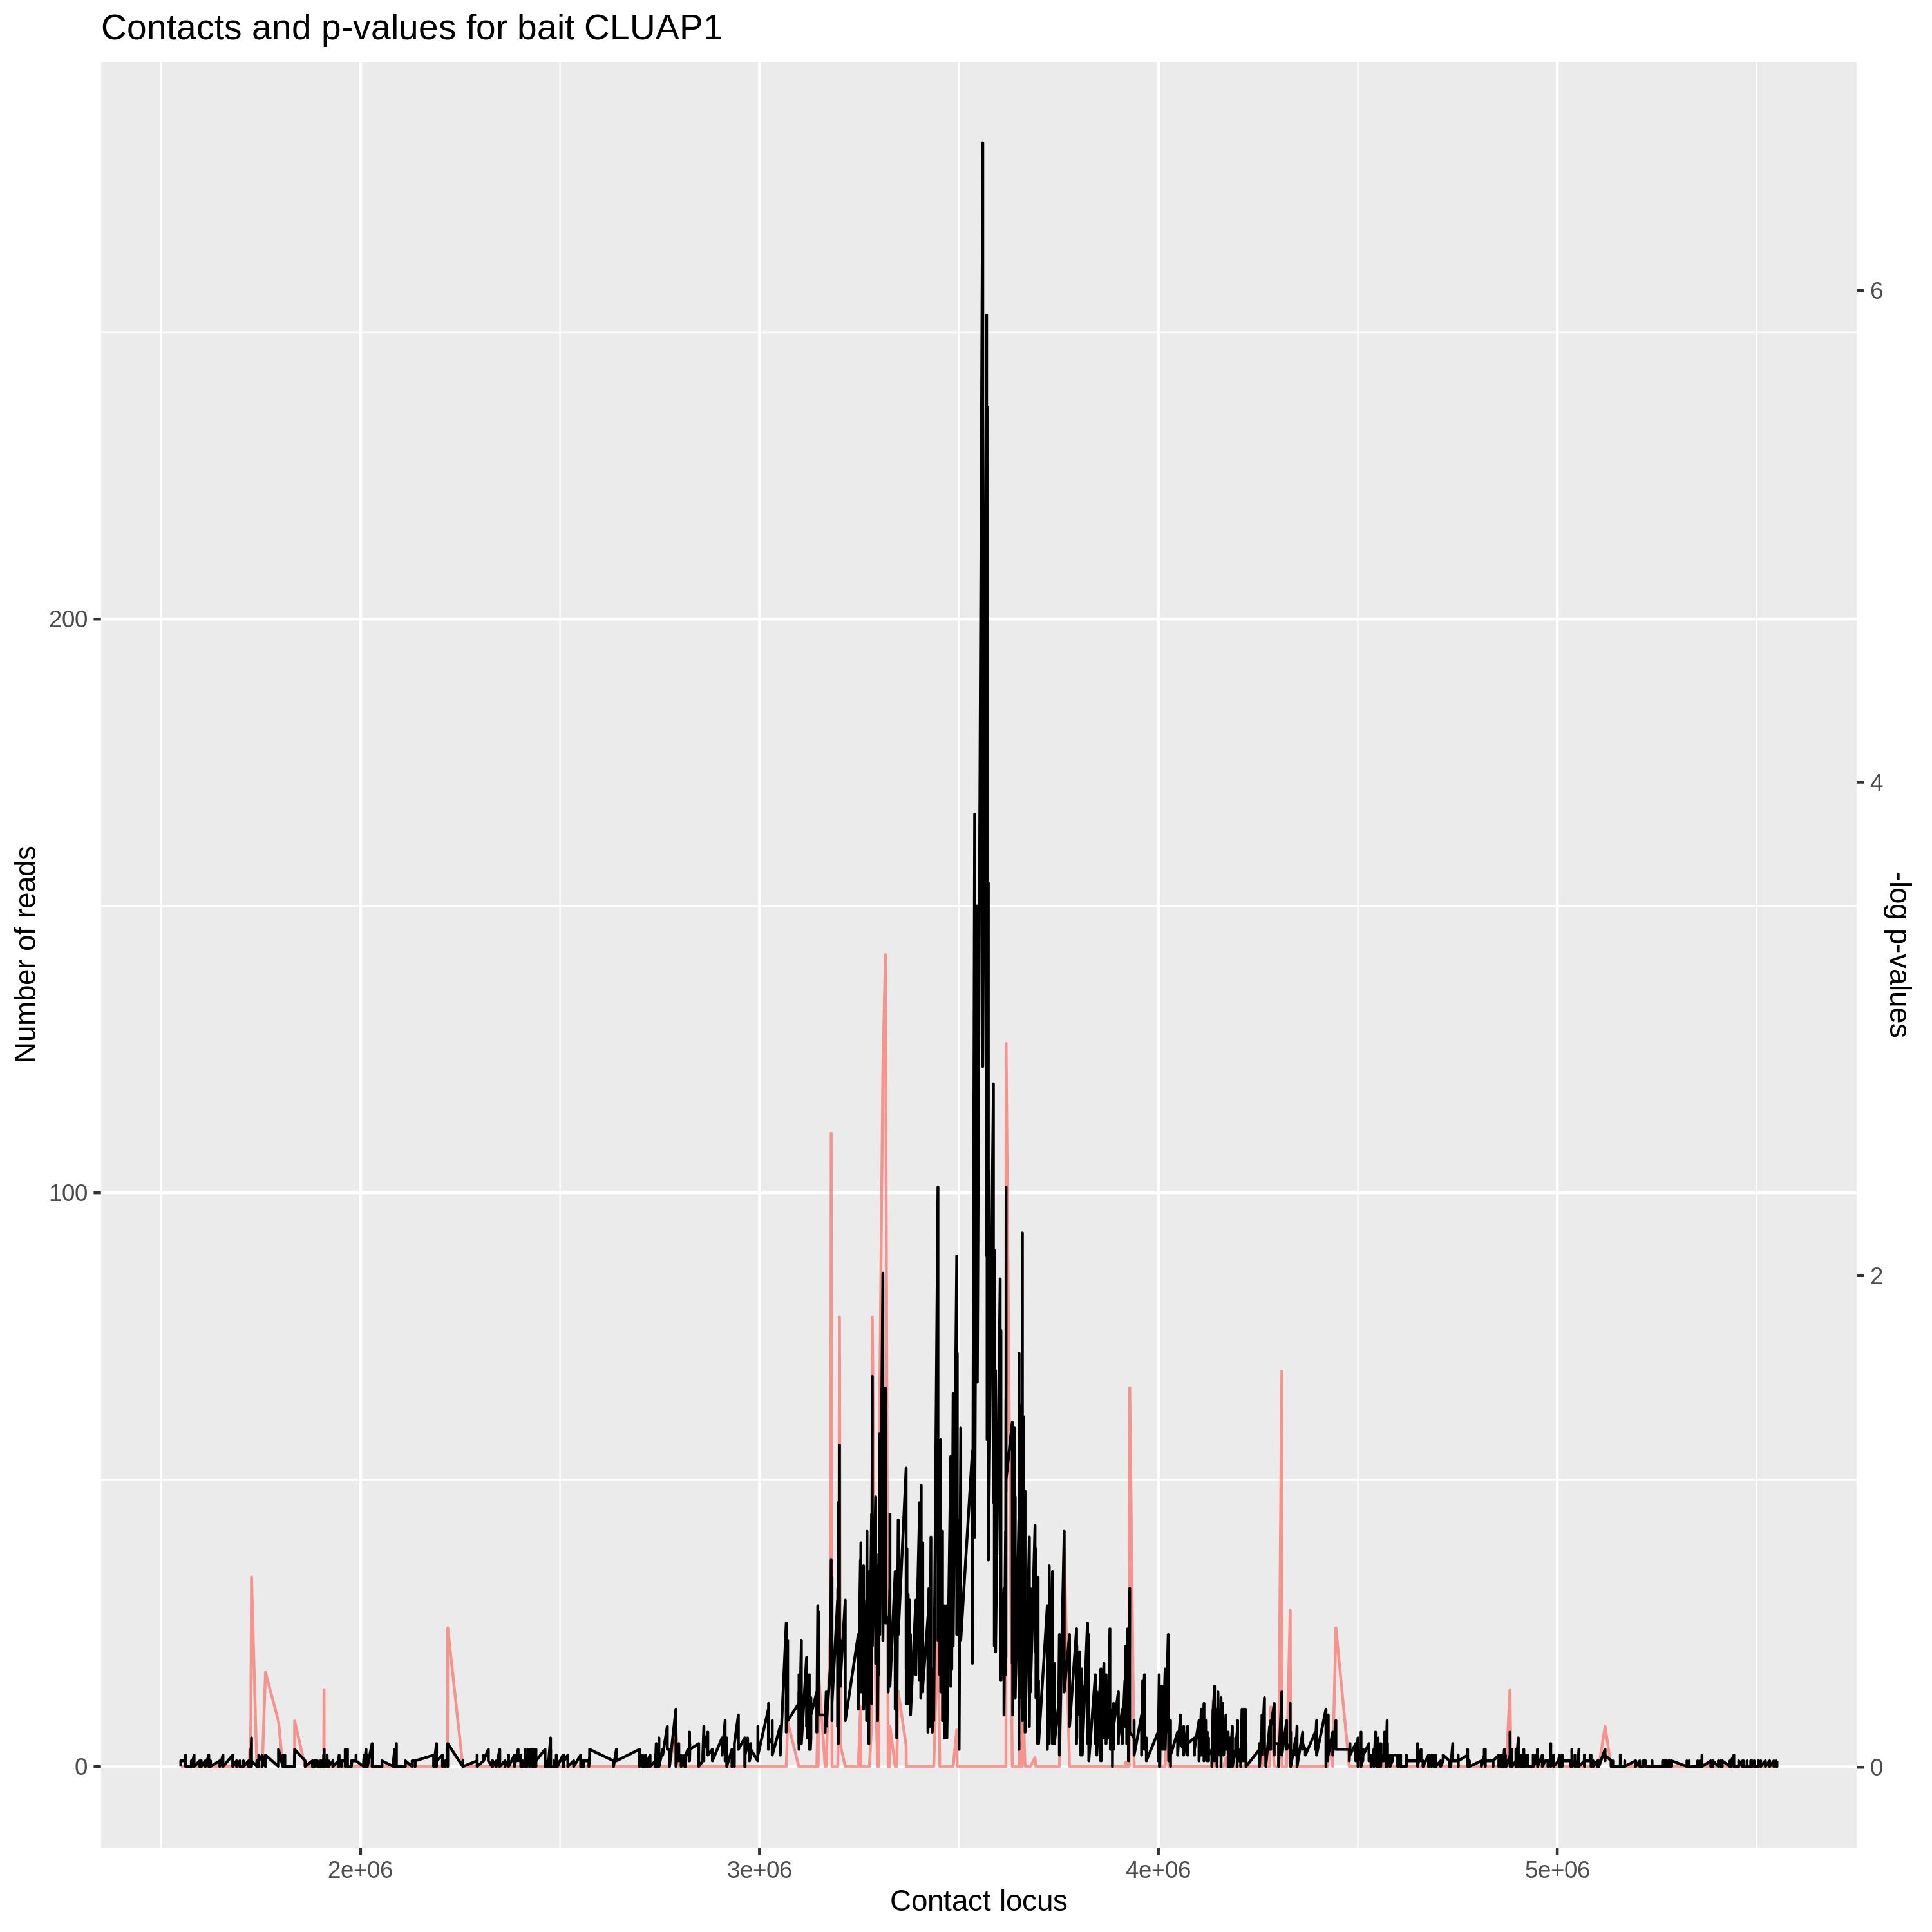 Contacts and p-values for bait CLUAP1
Number of reads
200
100
0
6
4
2
0
-log p-values
2e+06
3e+06
4e+06
5e+06
Contact locus